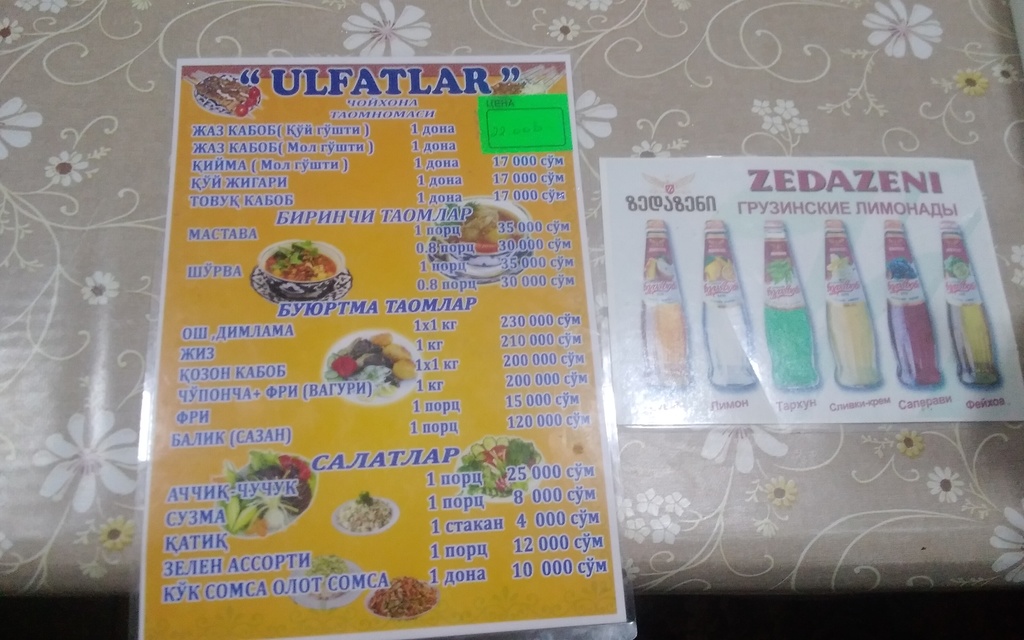 “ ULFATLAR ”
ЧОЙХОНА
ТАОМНОМАСИ
ЦЕНА
22 000
ЖАЗ КАБОБ( Қўй гўшти ) 1 дона
ЖАЗ КАБОБ( Мол гўшти ) 1 дона
ҚИЙМА ( Мол гўшти ) 1 дона 17 000 сўм
ҚЎЙ ЖИГАРИ 1 дона 17 000 сўм
ТОВУҚ КАБОБ 1 дона 17 000 сўм
БИРИНЧИ ТАОМЛАР
МАСТАВА 1 порц 35 000 сўм
0.8 порц 30 000 сўм
ШЎРВА 1 порц 35 000 сўм
0.8 порц 30 000 сўм
БУЮРТМА ТАОМЛАР
ОШ ,ДИМЛАМА 1x1 кг 230 000 сўм
ЖИЗ 1 кг 210 000 сўм
ҚОЗОН КАБОБ 1x1 кг 200 000 сўм
ЧЎПОНЧА+ ФРИ (ВАГУРИ) 1 кг 200 000 сўм
ФРИ 1 порц 15 000 сўм
БАЛИК (САЗАН) 1 порц 120 000 сўм
САЛАТЛАР
АЧЧИҚ-ЧУЧУК 1 порц 25 000 сўм
СУЗМА 1 порц 8 000 сўм
ҚАТИҚ 1 стакан 4 000 сўм
ЗЕЛЕН АССОРТИ 1 порц 12 000 сўм
КЎК СОМСА ОЛОТ СОМСА 1 дона 10 000 сўм
ZEDAZENI
ზედაზენი
ГРУЗИНСКИЕ ЛИМОНАДЫ
Лимон Тархун Сливки-крем Саперави Фейхоа